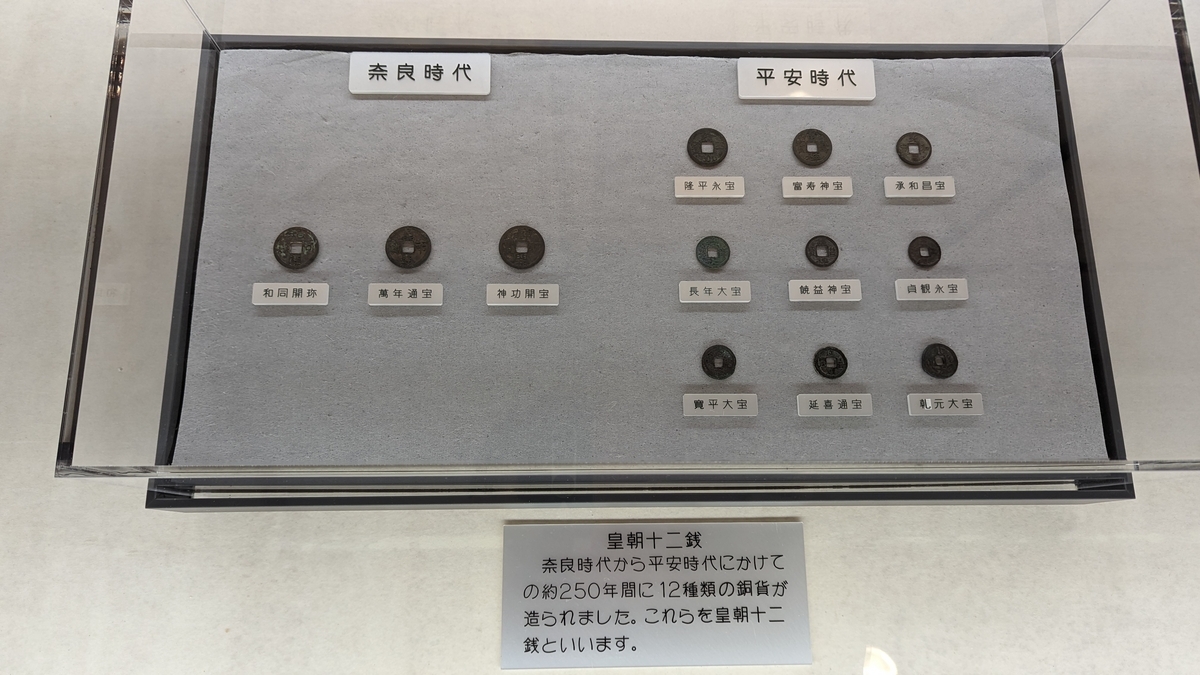 奈良時代
平安時代
隆平永宝
富寿神宝
承和昌宝
和同開珎
萬年通宝
神功開宝
長年大宝
饒益神宝
貞観永宝
寛平大宝
延喜通宝
乾元大宝
皇朝十二銭
奈良時代から平安時代にかけて
の約250年間に12種類の銅貨が
造られました。これらを皇朝十二
銭といいます。